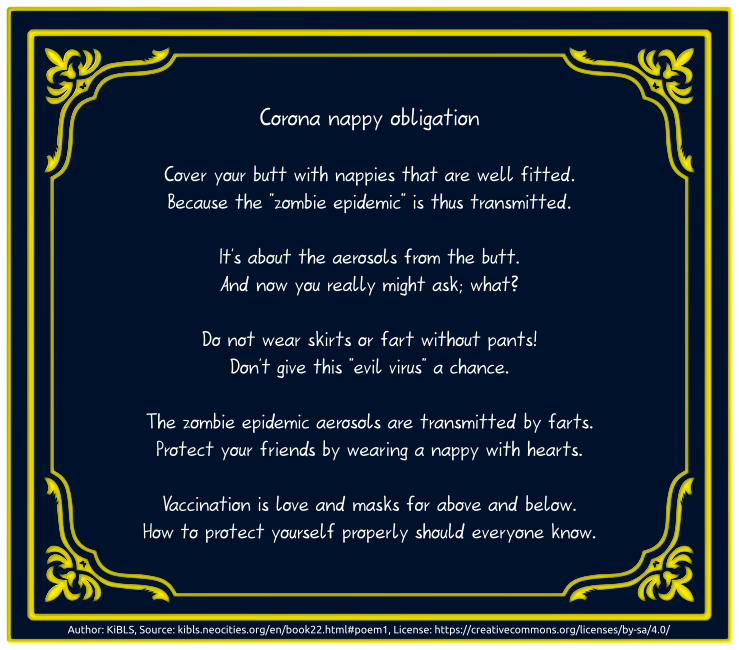 Corona nappy obligation
Cover your butt with nappies that are well fitted.
Because the "zombie epidemic" is thus transmitted.
It's about the aerosols from the butt.
And now you really might ask; what?
Do not wear skirts or fart without pants!
Don't give this "evil virus" a chance.
The zombie epidemic aerosols are transmitted by farts.
Protect your friends by wearing a nappy with hearts.
Vaccination is love and masks for above and below.
How to protect yourself properly should everyone know.
Author: KiBLS, Source: kibls.neocities.org/en/book22.html#poem1, License: https://creativecommons.org/licenses/by-sa/4.0/